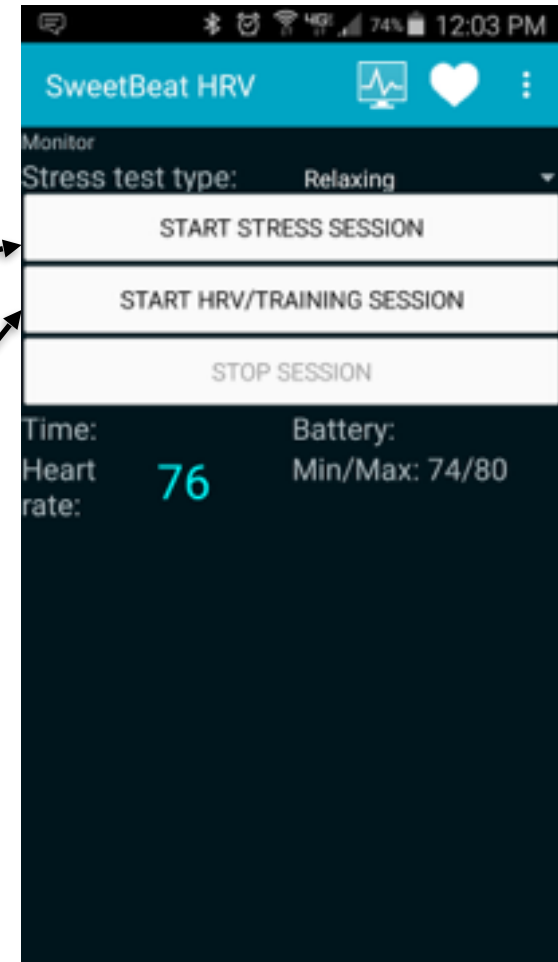 4G 74% 12:03 PM
SweetBeat HRV
Monitor
Stress test type: Relaxing
START STRESS SESSION
START HRV/TRAINING SESSION
STOP SESSION
Time: Battery:
Heart rate: 76 Min/Max: 74/80